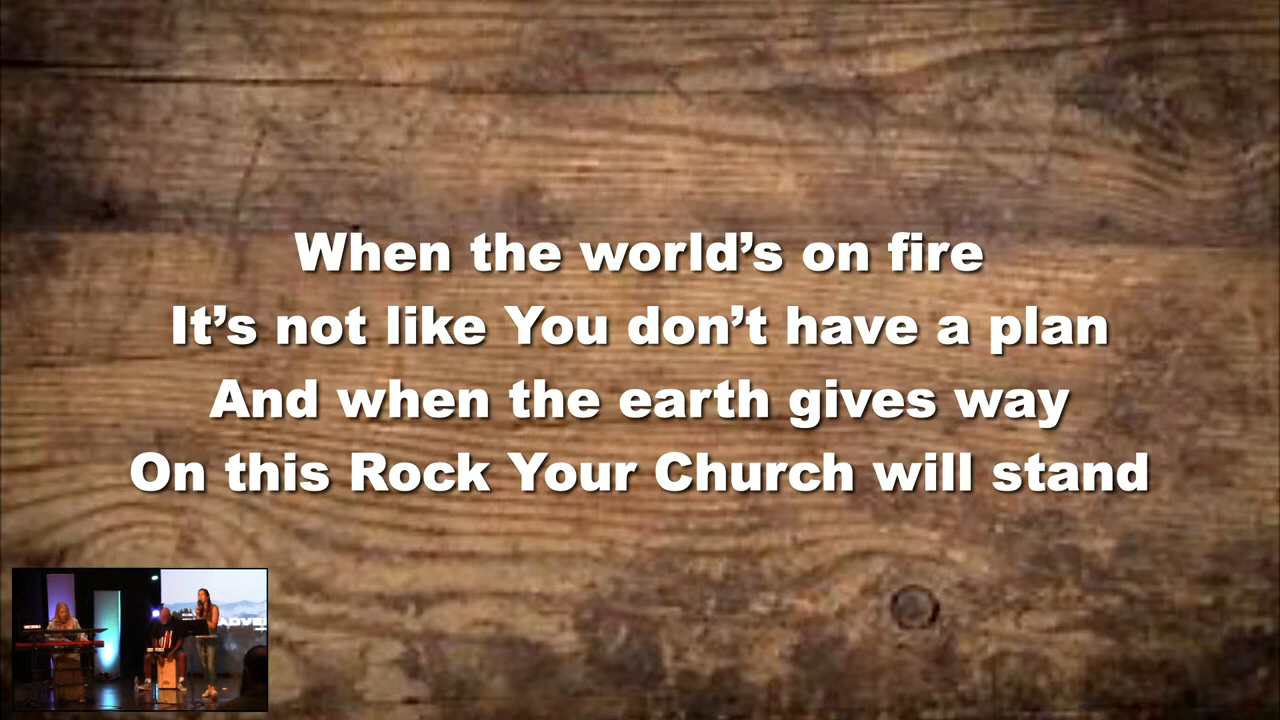 When the world’s on fire
It’s not like You don’t have a plan
And when the earth gives way
On this Rock Your Church will stand